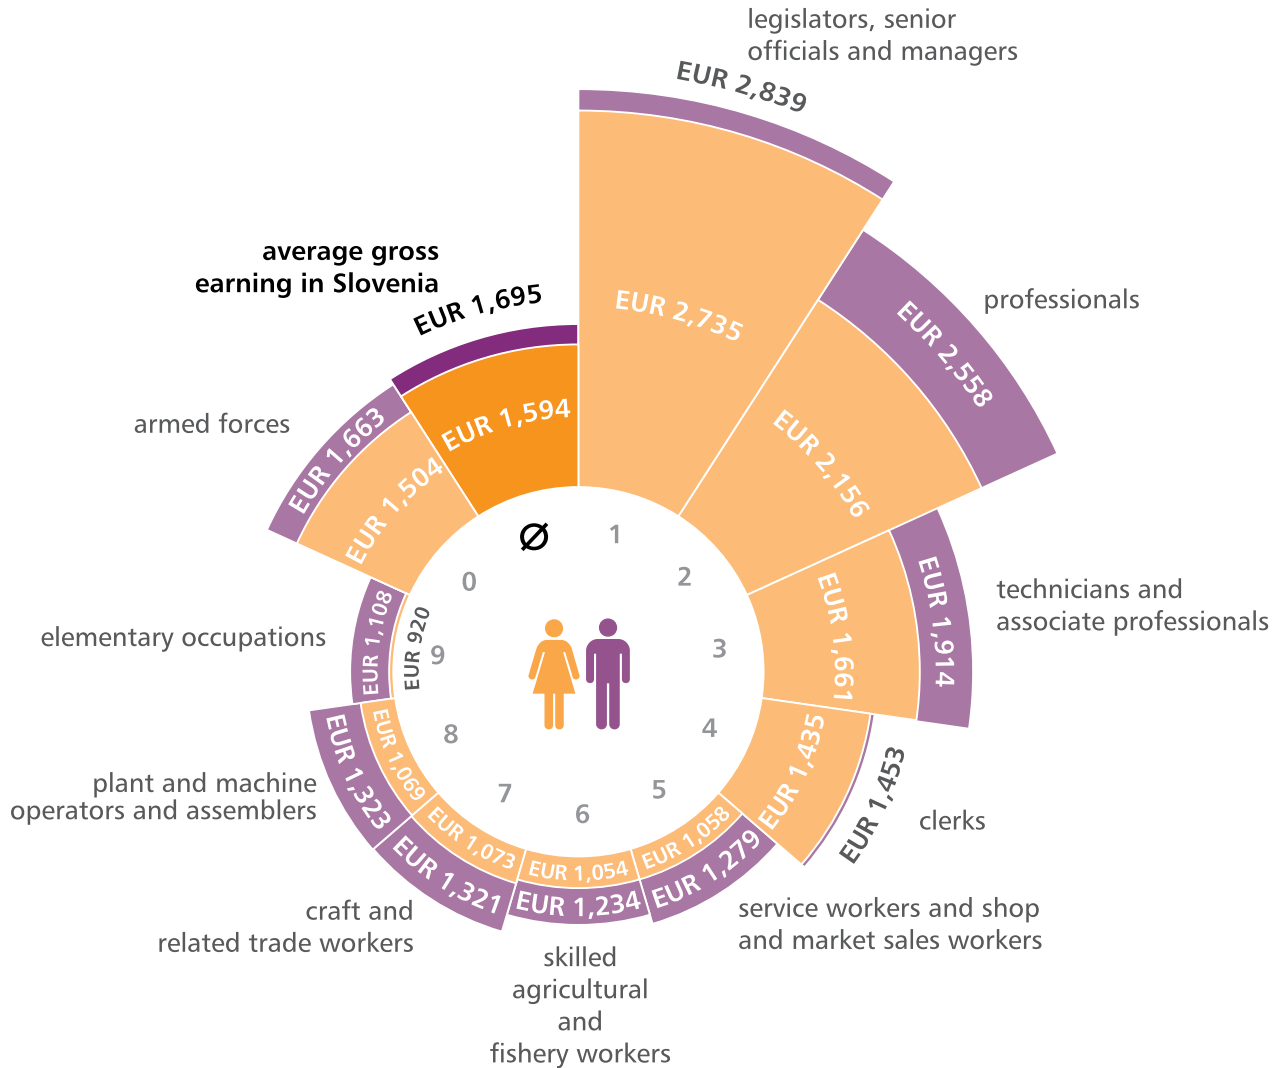 legislators, senior
officials and managers
EUR 2,839
EUR 2,735
professionals
EUR 2,558
EUR 2,156
technicians and
associate professionals
EUR 1,914
EUR 1,661
clerks
EUR 1,453
EUR 1,435
service workers and shop
and market sales workers
EUR 1,279
EUR 1,058
skilled
agricultural
and
fishery workers
EUR 1,234
EUR 1,054
craft and
related trade workers
EUR 1,321
EUR 1,073
plant and machine
operators and assemblers
EUR 1,323
EUR 1,069
elementary occupations
EUR 1,108
EUR 920
armed forces
EUR 1,663
EUR 1,504
average gross
earning in Slovenia
EUR 1,695
EUR 1,594
Ø
1
2
3
4
5
6
7
8
9
0